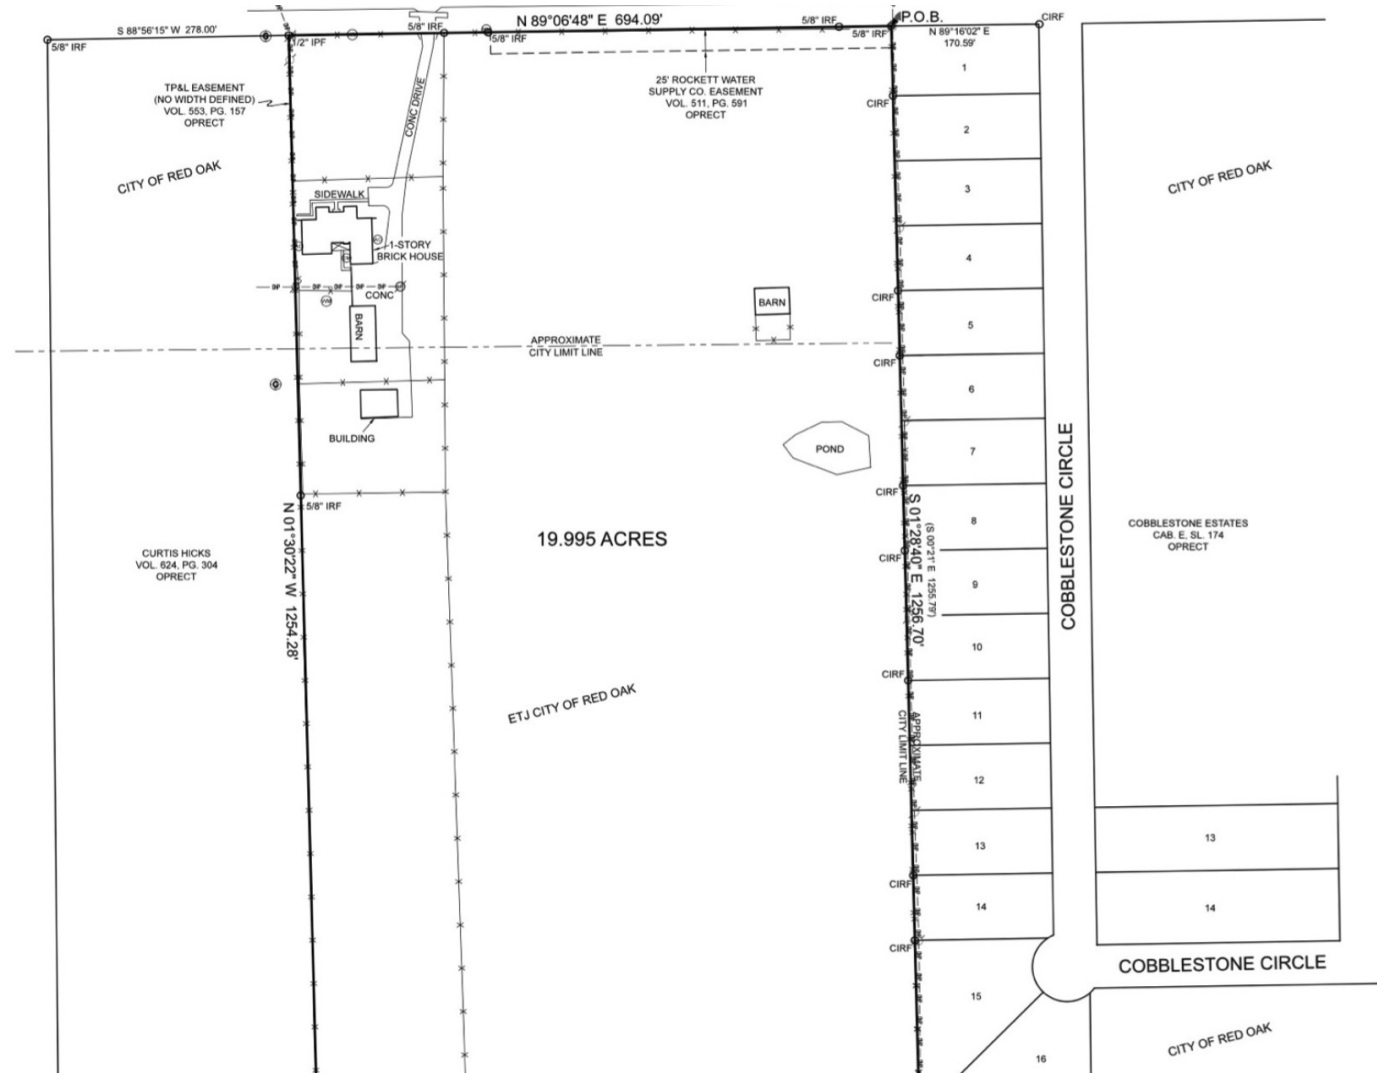 S 88°56'15" W 278.00'
5/8" IRF
1/2" IPF
5/8" IRF
N 89°06'48" E 694.09'
5/8" IRF
5/8" IRF
5/8" IRF
P.O.B.
CIRF
N 89°16'02" E
170.59'
TP&L EASEMENT
(NO WIDTH DEFINED)
VOL. 553, PG. 157
OPRECT
CONC DRIVE
25' ROCKETT WATER
SUPPLY CO. EASEMENT
VOL. 511, PG. 591
OPRECT
CITY OF RED OAK
CITY OF RED OAK
SIDEWALK
1-STORY
BRICK HOUSE
CONC
BARN
BARN
APPROXIMATE
CITY LIMIT LINE
BUILDING
POND
5/8" IRF
N 01°30'22" W 1254.28'
CURTIS HICKS
VOL. 624, PG. 304
OPRECT
19.995 ACRES
ETJ CITY OF RED OAK
CIRF
CIRF
CIRF
CIRF
CIRF
CIRF
CIRF
CIRF
S 01°28'40" E 1256.70'
(S 00°21' E 1255.79')
APPROXIMATE
CITY LIMIT LINE
1
2
3
4
5
6
7
8
9
10
11
12
13
14
15
16
COBBLESTONE CIRCLE
COBBLESTONE ESTATES
CAB. E, SL. 174
OPRECT
13
14
COBBLESTONE CIRCLE
CITY OF RED OAK